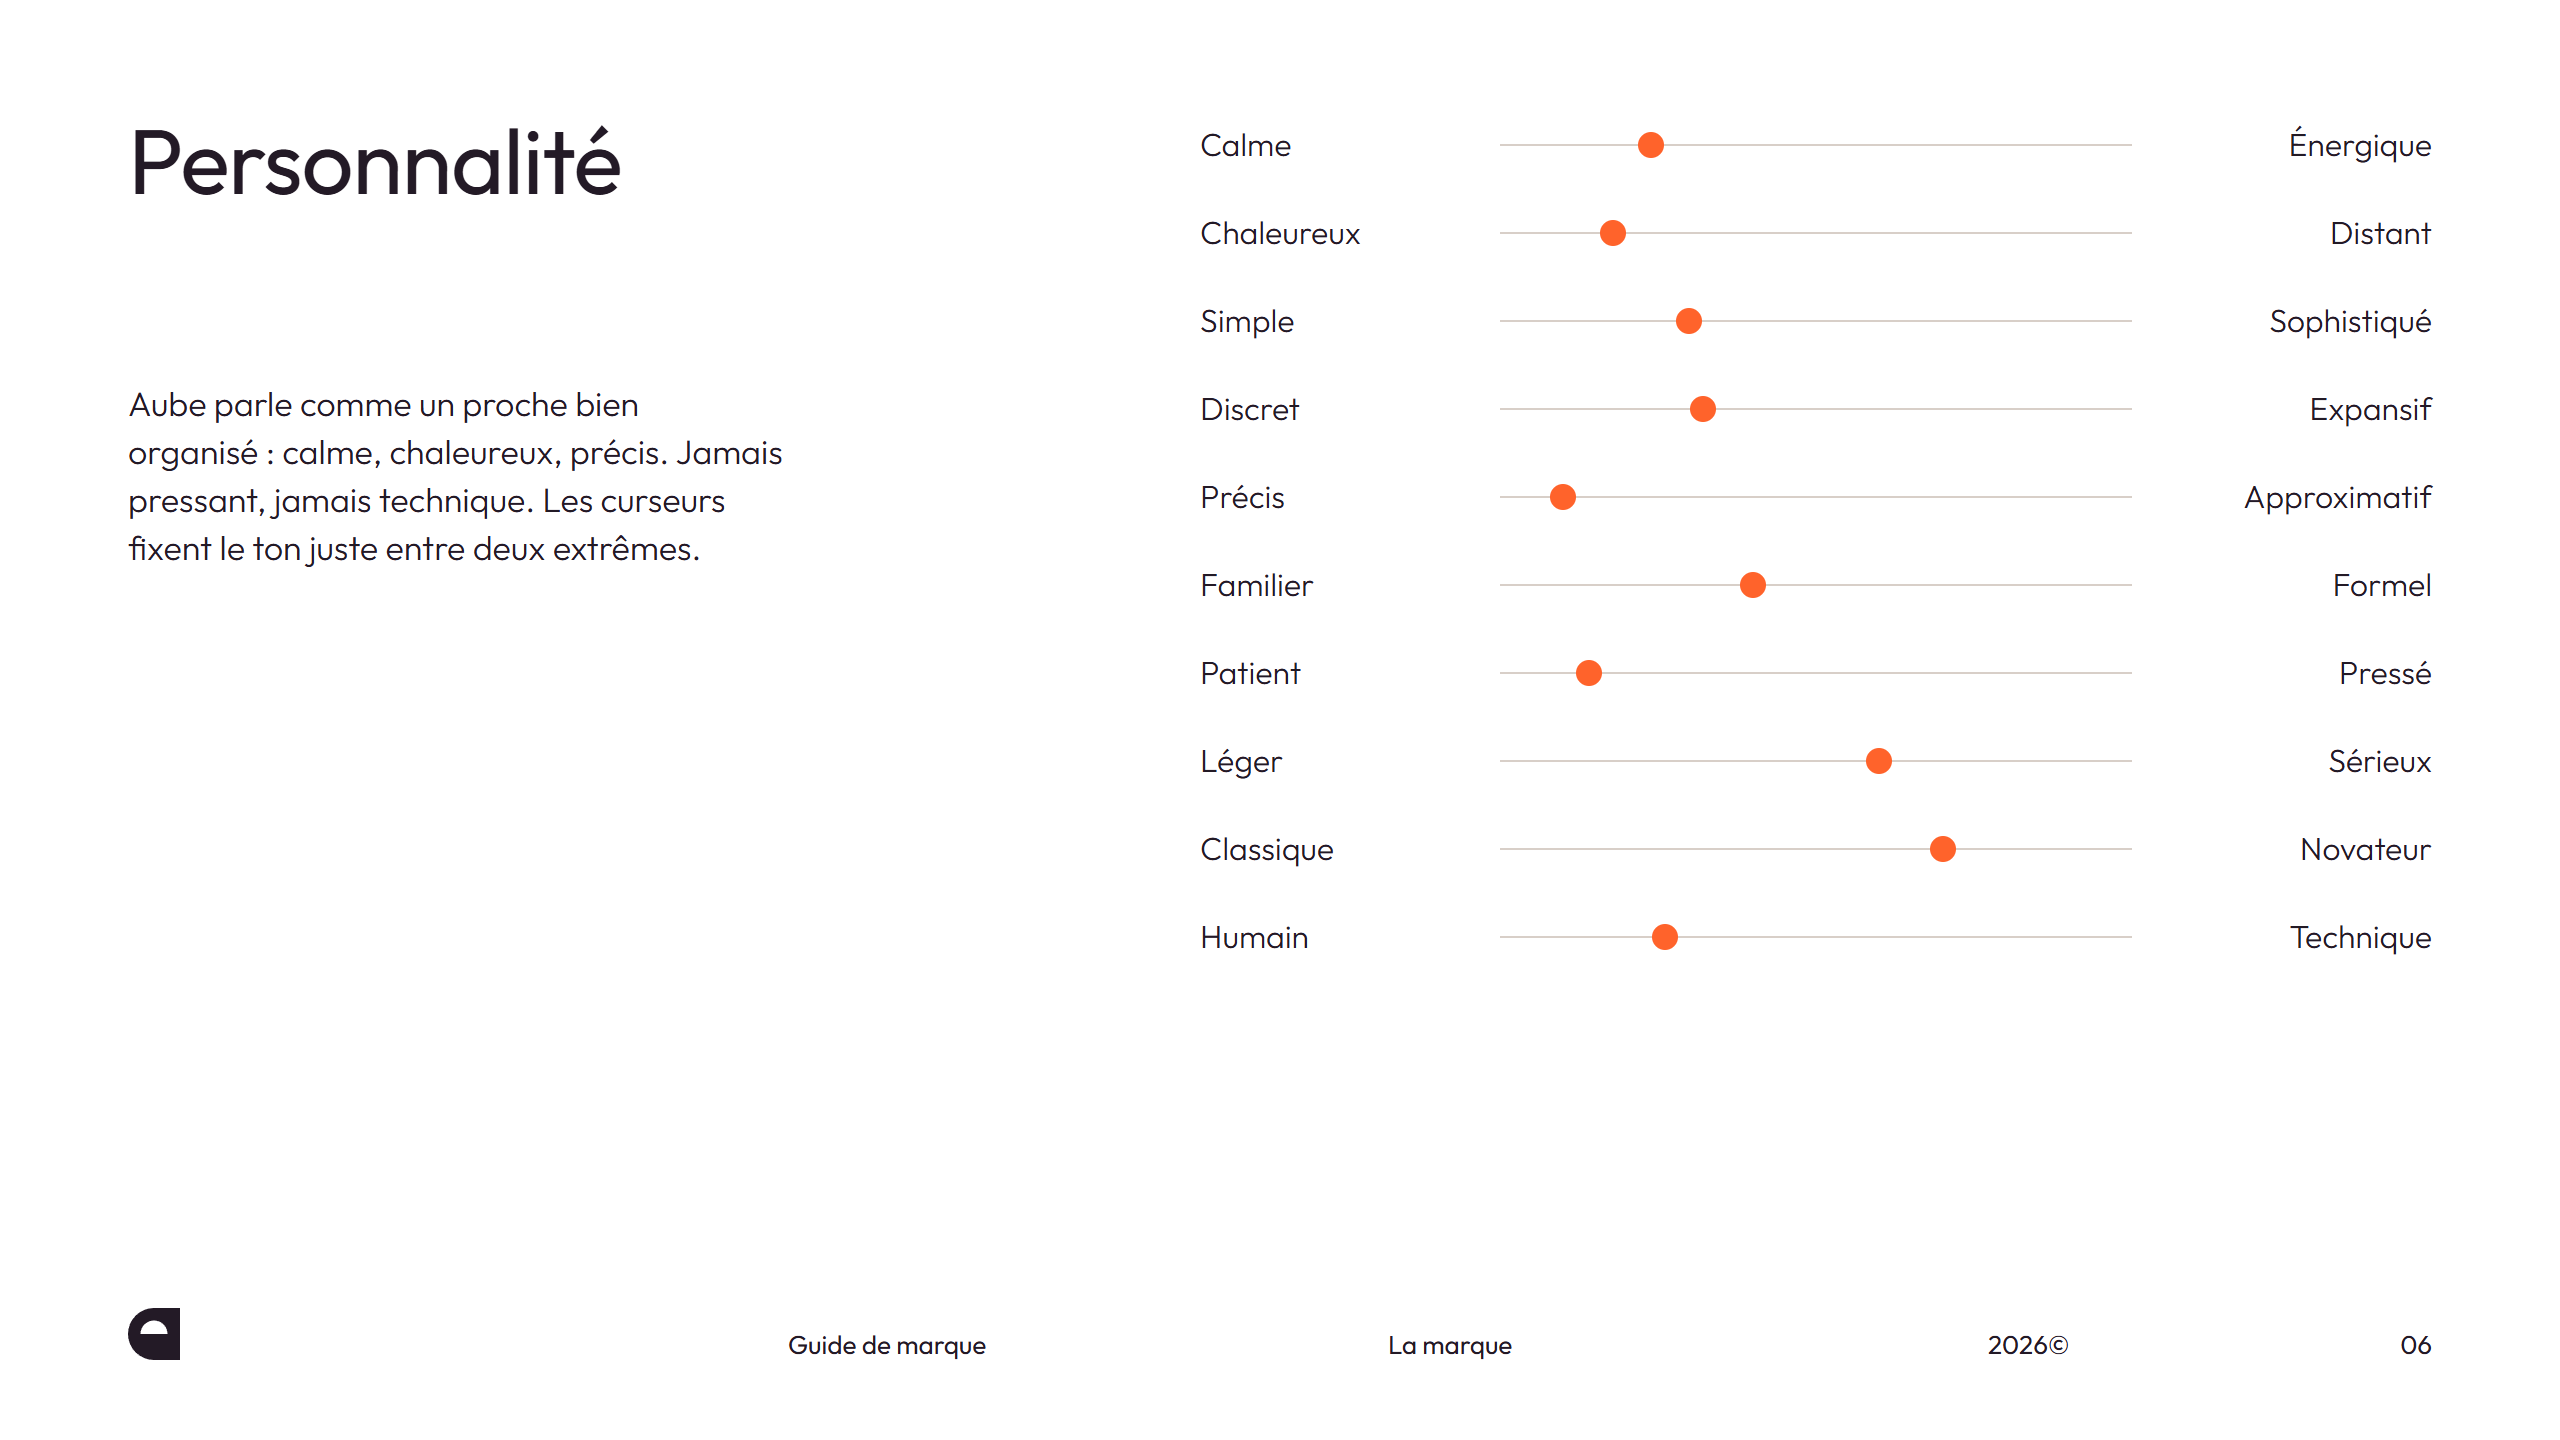 Personnalité
Aube parle comme un proche bien
organisé : calme, chaleureux, précis. Jamais
pressant, jamais technique. Les curseurs
fixent le ton juste entre deux extrêmes.
Calme Énergique
Chaleureux Distant
Simple Sophistiqué
Discret Expansif
Précis Approximatif
Familier Formel
Patient Pressé
Léger Sérieux
Classique Novateur
Humain Technique
Guide de marque La marque 2026© 06